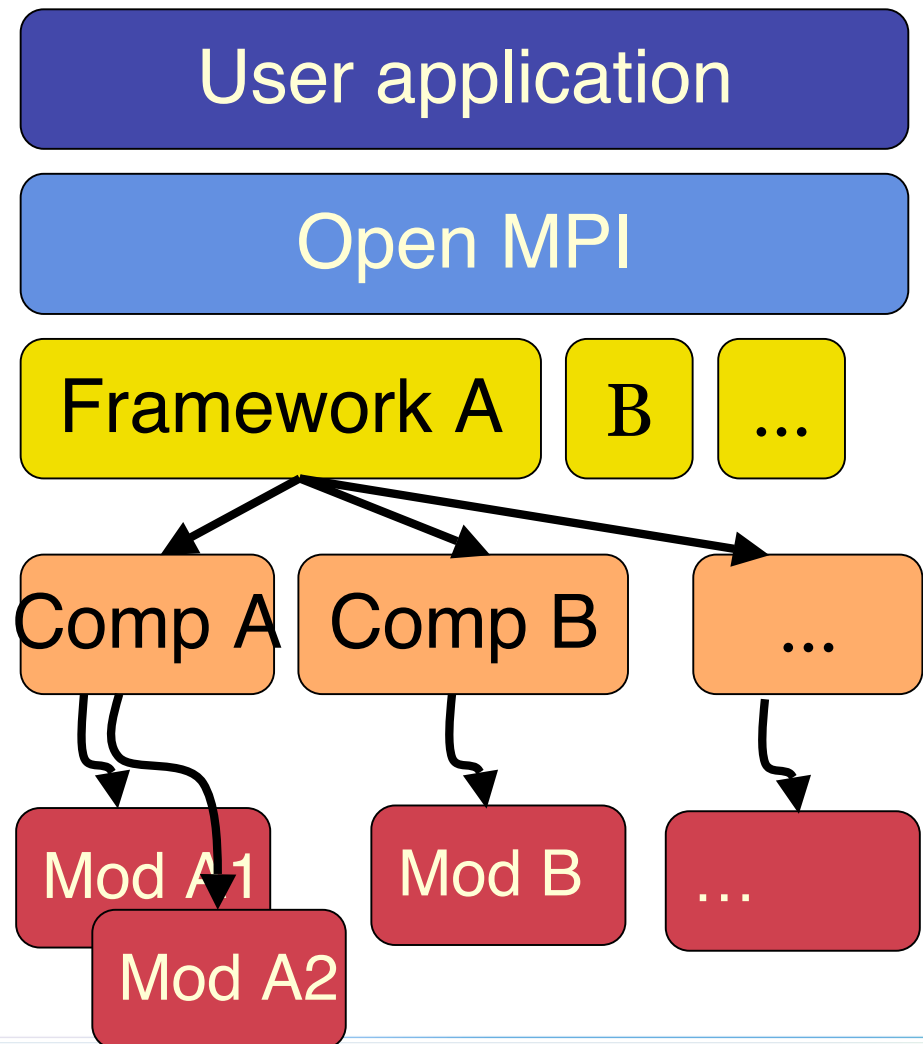 User application
Open MPI
Framework A B ...
Comp A Comp B ...
Mod A1 Mod B ...
Mod A2